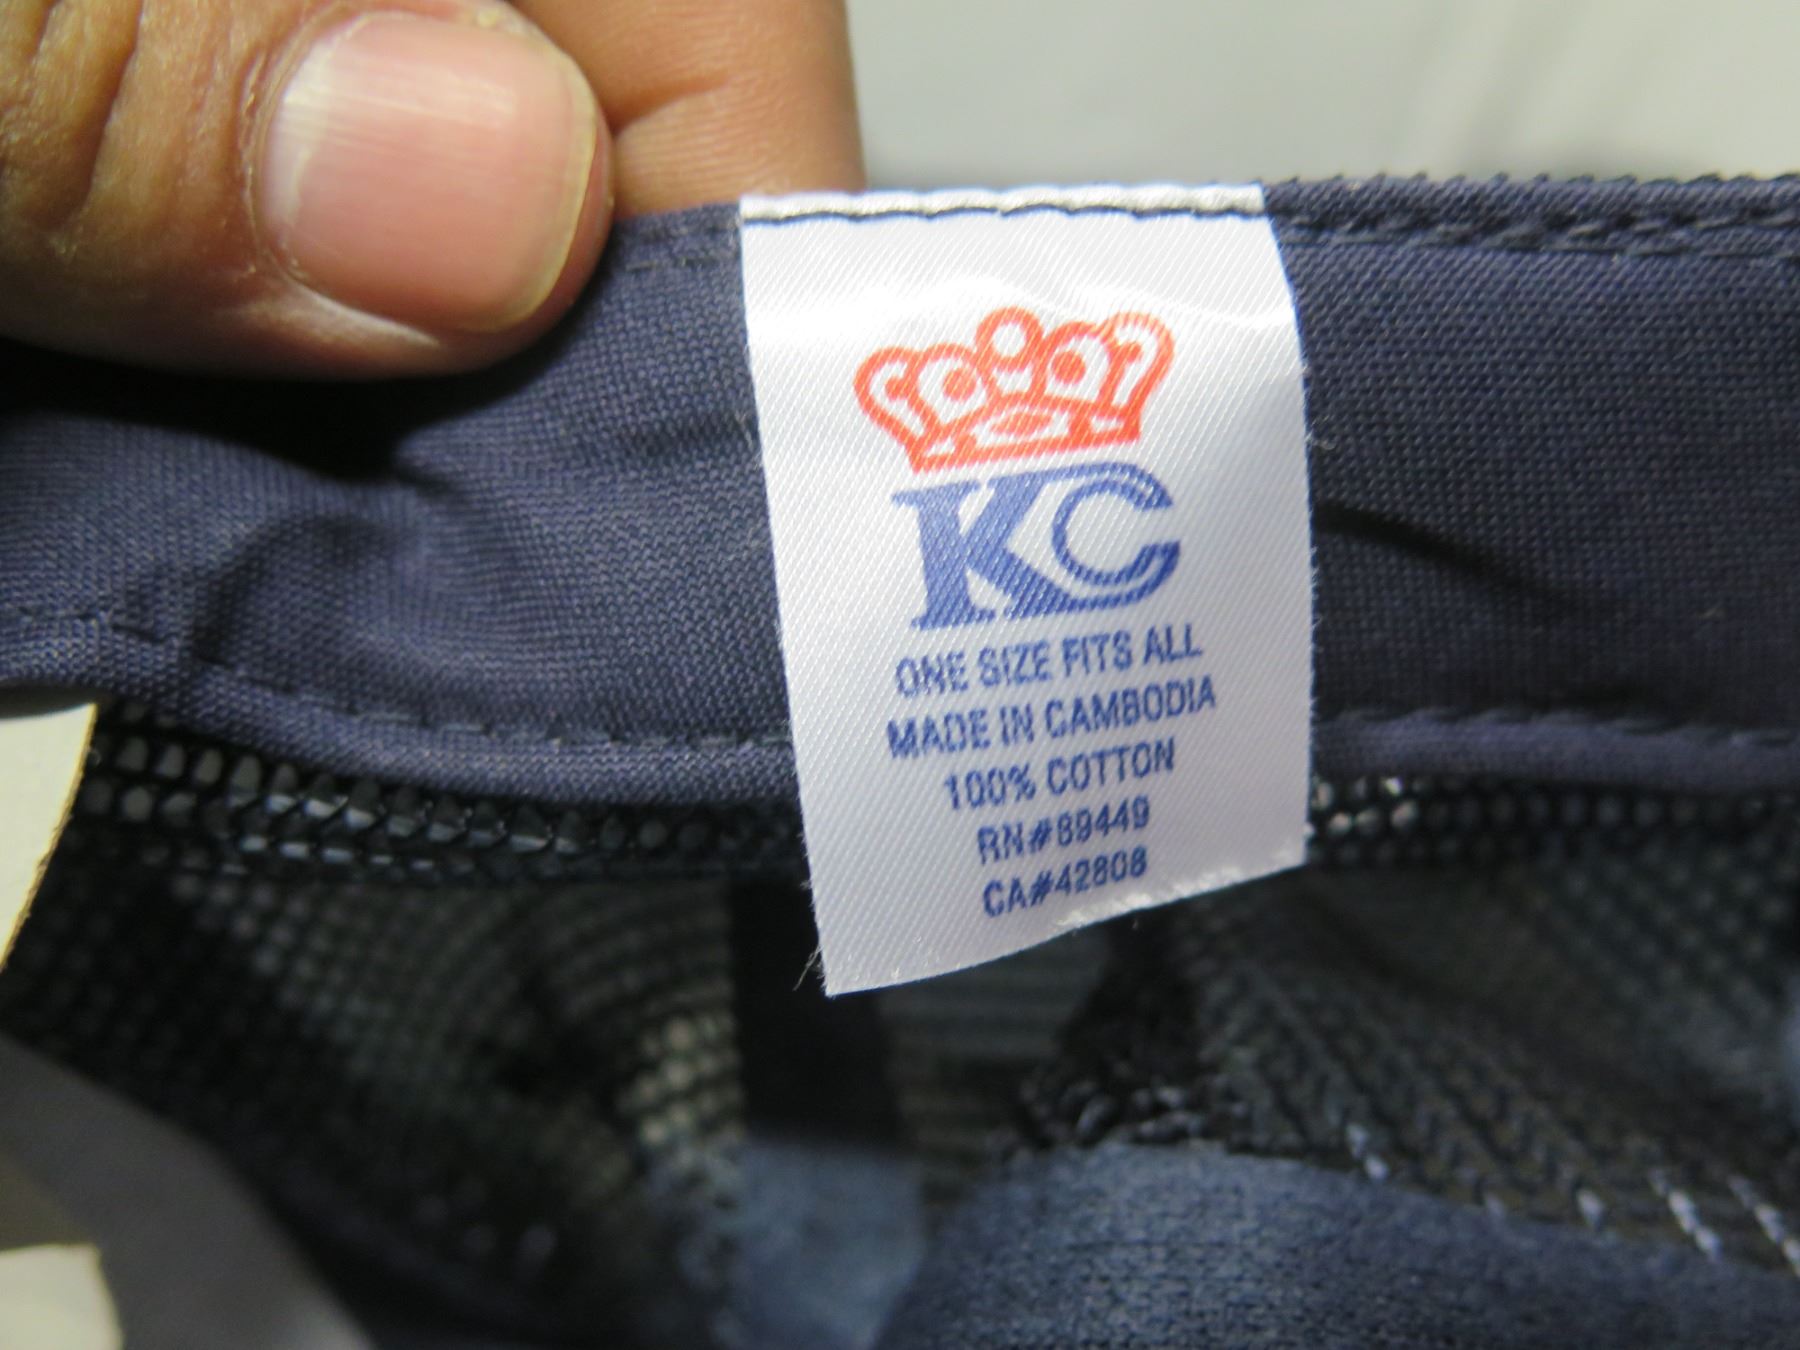 KC
ONE SIZE FITS ALL
MADE IN CAMBODIA
100% COTTON
RN#89449
CA#42808